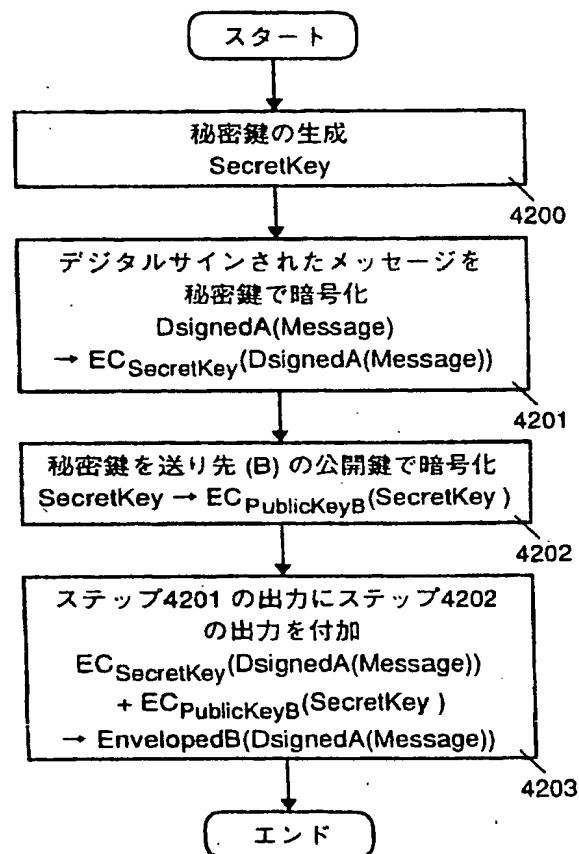 スタート
秘密鍵の生成
SecretKey
4200
デジタルサインされたメッセージを
秘密鍵で暗号化
DsignedA(Message)
→ ECSecretKey(DsignedA(Message))
4201
秘密鍵を送り先 (B) の公開鍵で暗号化
SecretKey → ECPublicKeyB(SecretKey )
4202
ステップ4201 の出力にステップ4202
の出力を付加
ECSecretKey(DsignedA(Message))
+ ECPublicKeyB(SecretKey )
→ EnvelopedB(DsignedA(Message))
4203
エンド